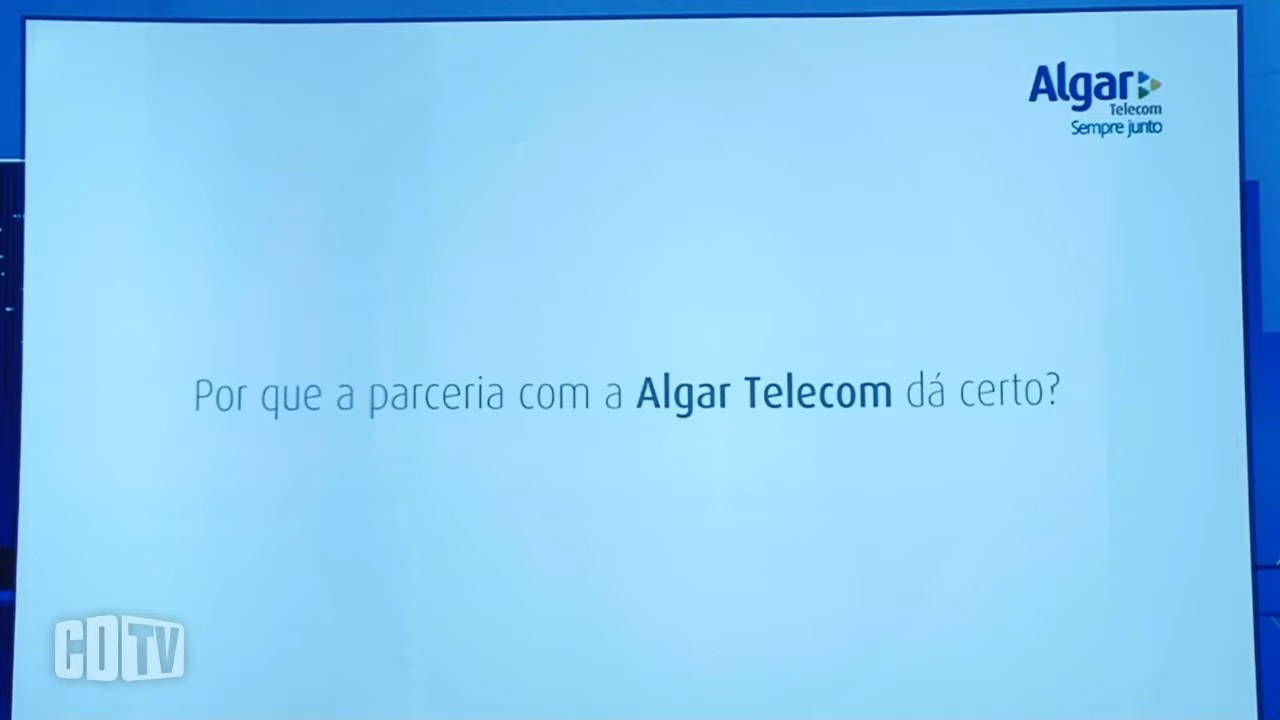 Algar
Telecom
Sempre junto
Por que a parceria com a Algar Telecom dá certo?
CDTV